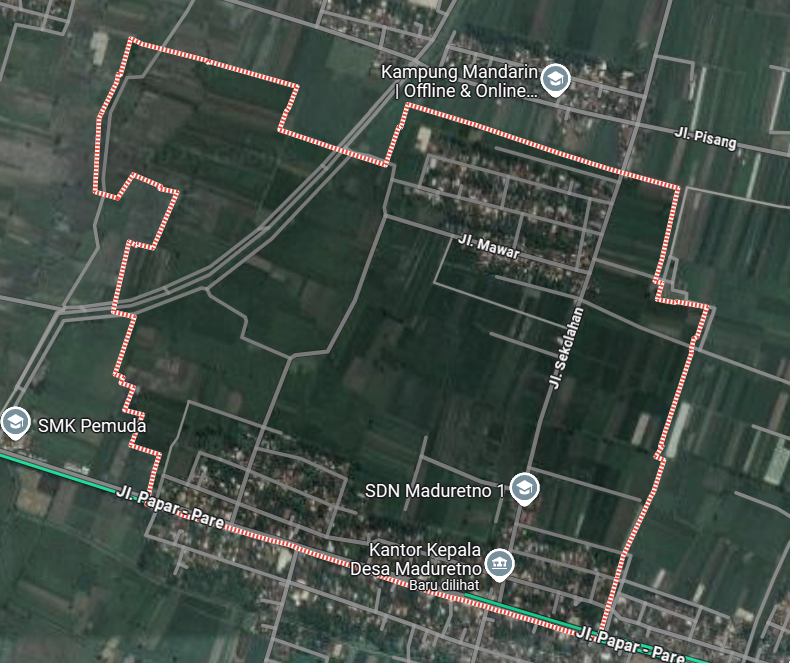 Kampung Mandarin
| Offline & Online...
Jl. Pisang
Jl. Mawar
Jl. Sekolahan
SMK Pemuda
SDN Maduretno 1
Jl. Papar - Pare
Kantor Kepala
Desa Maduretno
Baru dilihat
Jl. Papar - Pare